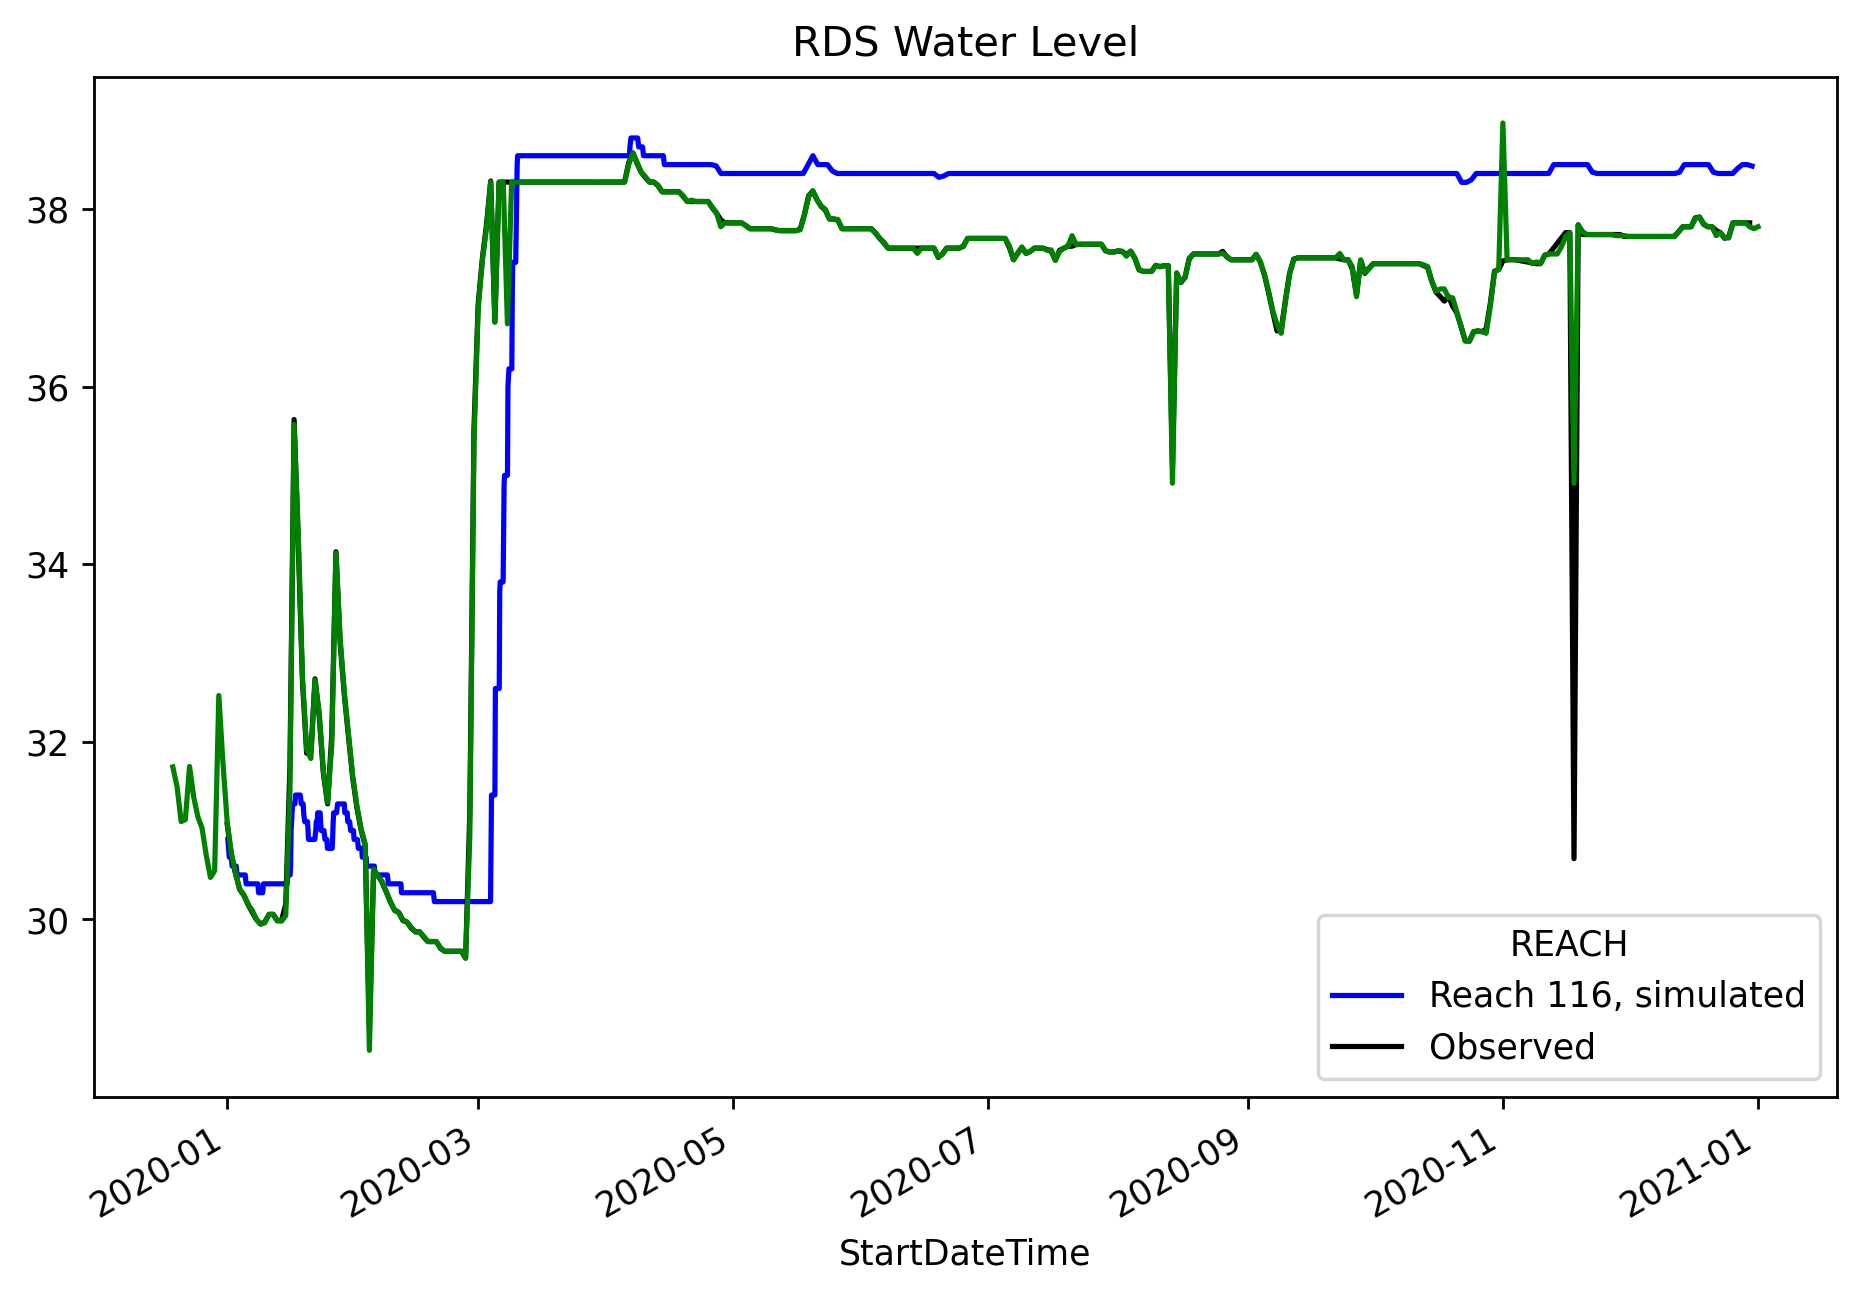 RDS Water Level
38
36
34
32
30
REACH
Reach 116, simulated
Observed
2020-01
2020-03
2020-05
2020-07
2020-09
2020-11
2021-01
StartDateTime